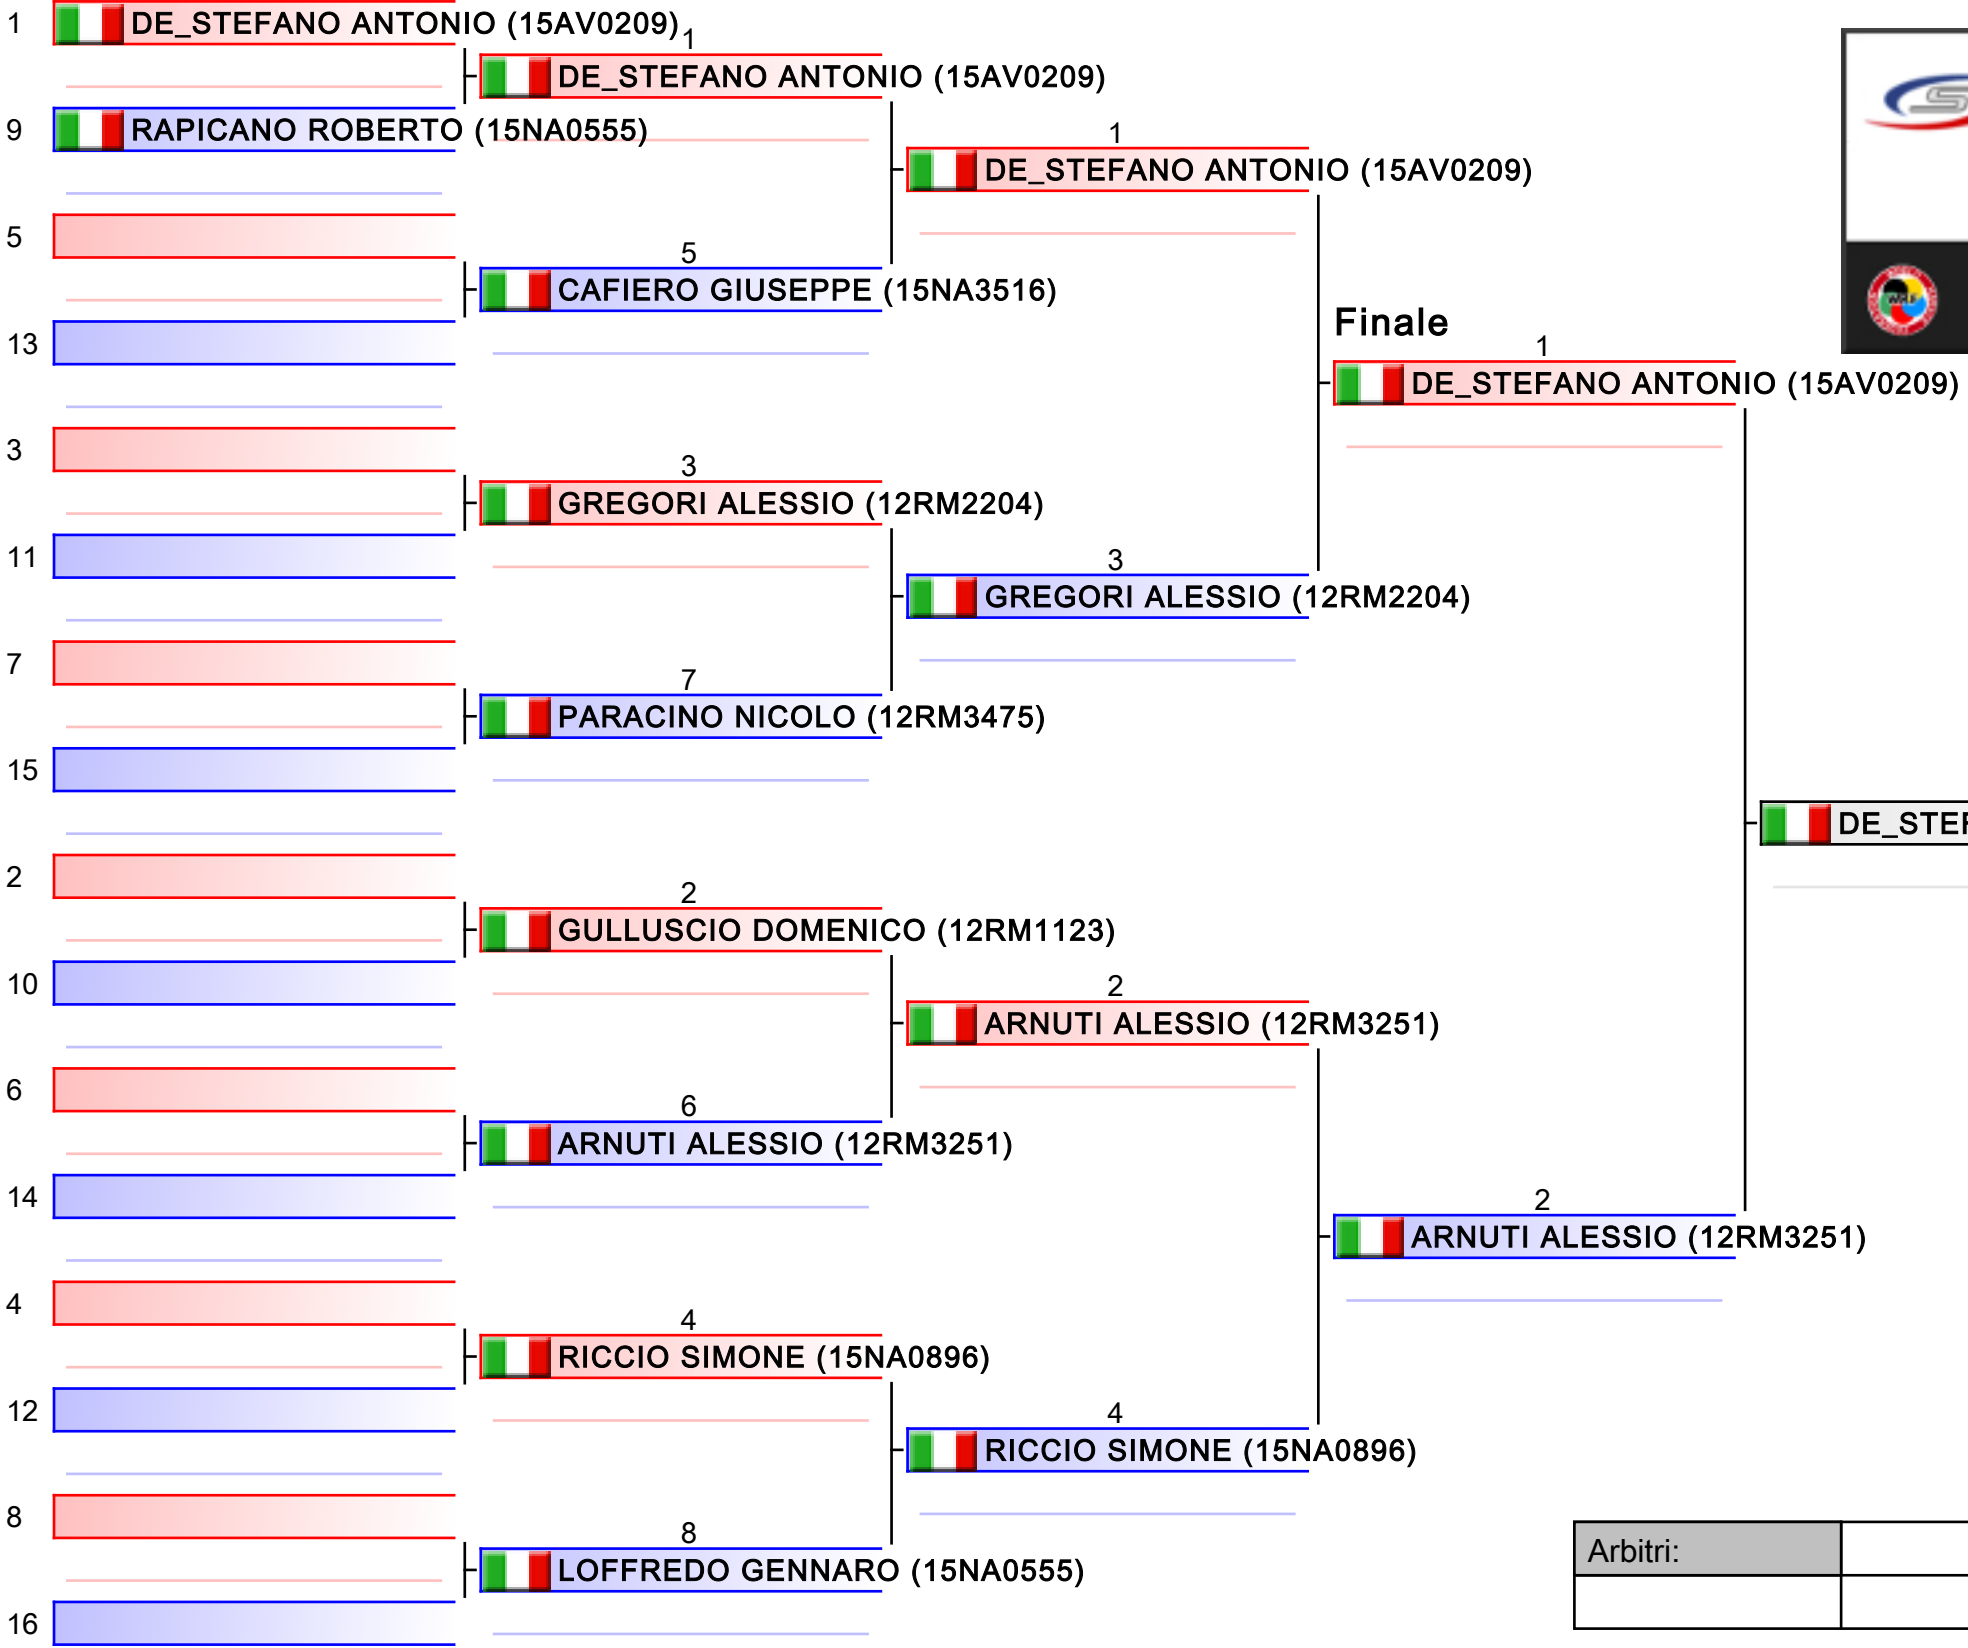 1 DE_STEFANO ANTONIO (15AV0209)
1
DE_STEFANO ANTONIO (15AV0209)
9 RAPICANO ROBERTO (15NA0555)
1
DE_STEFANO ANTONIO (15AV0209)
5
5
CAFIERO GIUSEPPE (15NA3516)
Finale
13
1
DE_STEFANO ANTONIO (15AV0209)
3
3
GREGORI ALESSIO (12RM2204)
11
3
GREGORI ALESSIO (12RM2204)
7
7
PARACINO NICOLO (12RM3475)
15
DE_STEF
2
2
GULLUSCIO DOMENICO (12RM1123)
10
2
ARNUTI ALESSIO (12RM3251)
6
6
ARNUTI ALESSIO (12RM3251)
14
2
ARNUTI ALESSIO (12RM3251)
4
4
RICCIO SIMONE (15NA0896)
12
4
RICCIO SIMONE (15NA0896)
8
8
LOFFREDO GENNARO (15NA0555)
Arbitri:
16